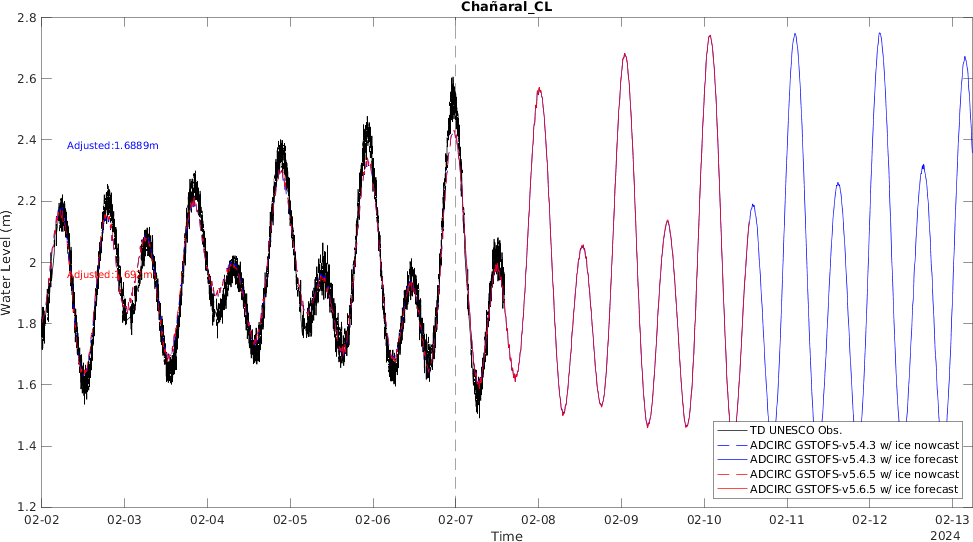 Chañaral_CL
2.8
2.6
2.4
2.2
2
1.8
1.6
1.4
1.2
Water Level (m)
Adjusted:1.6889m
TD UNESCO Obs.
ADCIRC GSTOFS-v5.4.3 w/ ice nowcast
ADCIRC GSTOFS-v5.4.3 w/ ice forecast
ADCIRC GSTOFS-v5.6.5 w/ ice nowcast
ADCIRC GSTOFS-v5.6.5 w/ ice forecast
02-02 02-03 02-04 02-05 02-06 02-07 02-08 02-09 02-10 02-11 02-12 02-13
Time
2024